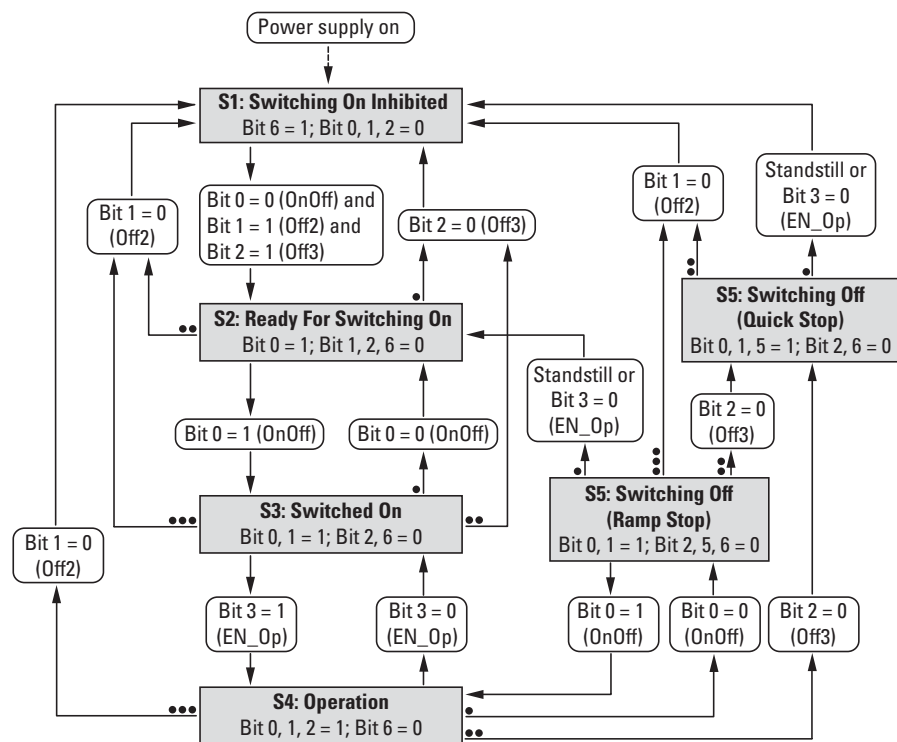 Power supply on
S1: Switching On Inhibited
Bit 6 = 1; Bit 0, 1, 2 = 0
Bit 0 = 0 (OnOff) and
Bit 1 = 1 (Off2) and
Bit 2 = 1 (Off3)
Bit 1 = 0
(Off2)
Bit 2 = 0 (Off3)
Bit 1 = 0
(Off2)
Standstill or
Bit 3 = 0
(EN_Op)
S2: Ready For Switching On
Bit 0 = 1; Bit 1, 2, 6 = 0
S5: Switching Off
(Quick Stop)
Bit 0, 1, 5 = 1; Bit 2, 6 = 0
Bit 0 = 1 (OnOff)
Bit 0 = 0 (OnOff)
Standstill or
Bit 3 = 0
(EN_Op)
Bit 2 = 0
(Off3)
S3: Switched On
Bit 0, 1 = 1; Bit 2, 6 = 0
S5: Switching Off
(Ramp Stop)
Bit 0, 1 = 1; Bit 2, 5, 6 = 0
Bit 1 = 0
(Off2)
Bit 3 = 1
(EN_Op)
Bit 3 = 0
(EN_Op)
Bit 0 = 1
(OnOff)
Bit 0 = 0
(OnOff)
Bit 2 = 0
(Off3)
S4: Operation
Bit 0, 1, 2 = 1; Bit 6 = 0